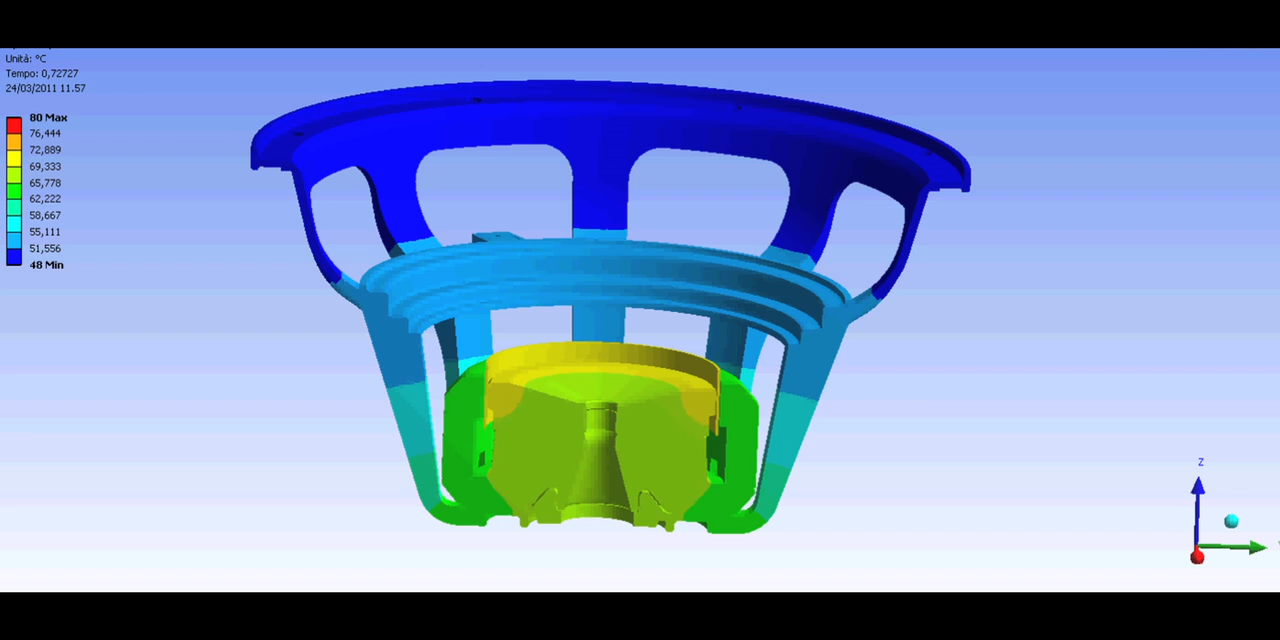 Unità: °C
Tempo: 0,72727
24/03/2011 11.57
80 Max
76,444
72,889
69,333
65,778
62,222
58,667
55,111
51,556
48 Min
Z